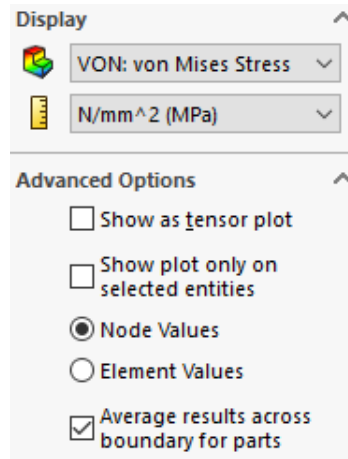 Display
VON: von Mises Stress
N/mm^2 (MPa)
Advanced Options
Show as tensor plot
Show plot only on
selected entities
Node Values
Element Values
Average results across
boundary for parts